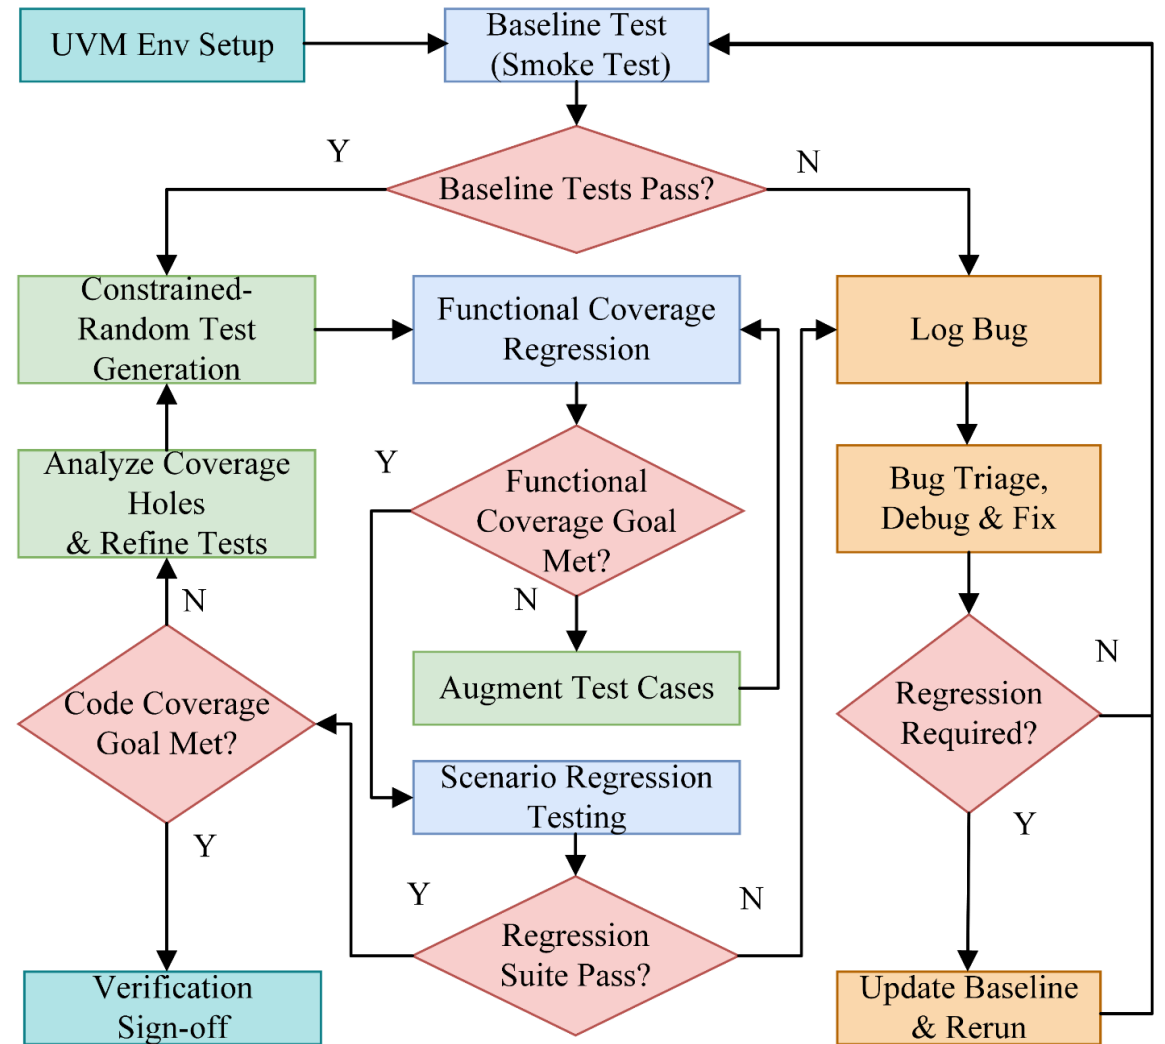 UVM Env Setup
Baseline Test
(Smoke Test)
Y
N
Baseline Tests Pass?
Constrained-
Random Test
Generation
Functional Coverage
Regression
Log Bug
Analyze Coverage
Holes
& Refine Tests
Y
Functional
Coverage Goal
Met?
Bug Triage,
Debug & Fix
N
N
N
Code Coverage
Goal Met?
Augment Test Cases
Regression
Required?
Scenario Regression
Testing
Y
Y
Y
N
Regression
Suite Pass?
Verification
Sign-off
Update Baseline
& Rerun